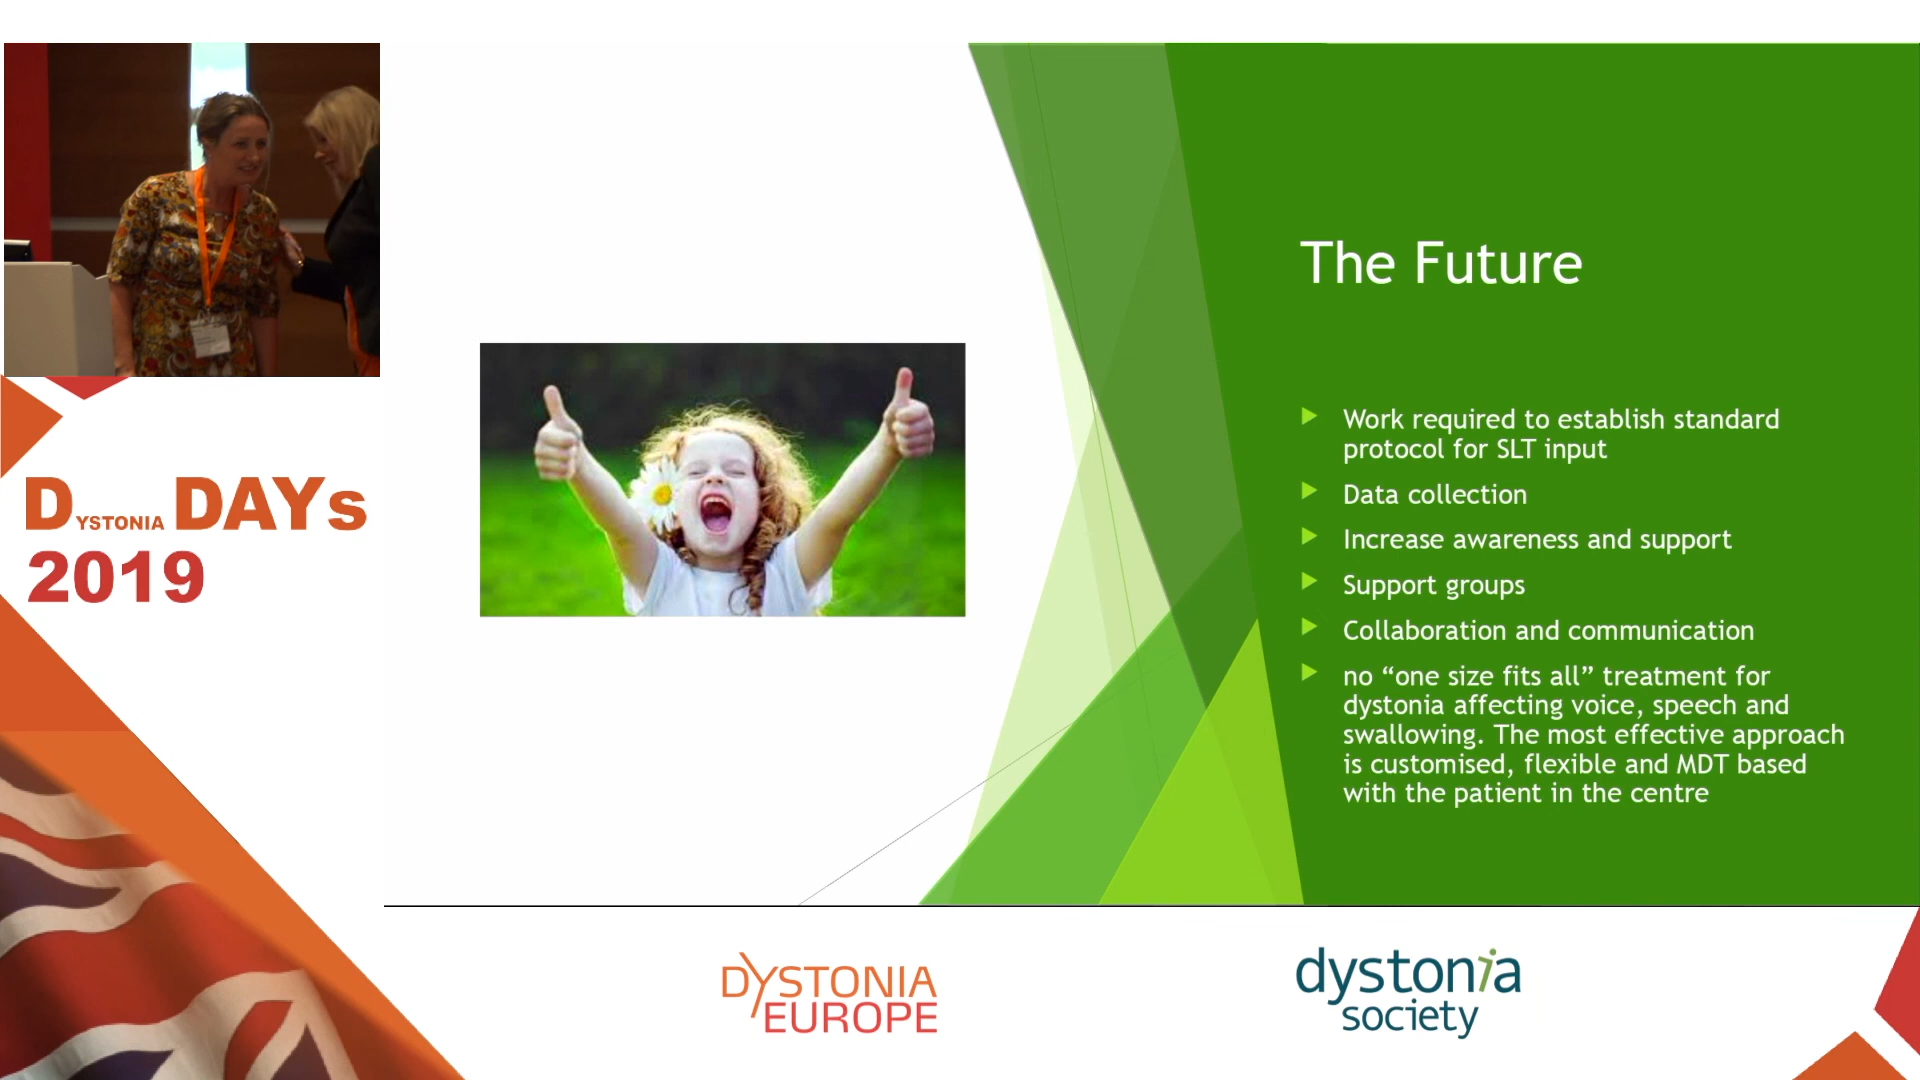 DYSTONIA DAYs
2019
The Future
Work required to establish standard
protocol for SLT input
Data collection
Increase awareness and support
Support groups
Collaboration and communication
no “one size fits all” treatment for
dystonia affecting voice, speech and
swallowing. The most effective approach
is customised, flexible and MDT based
with the patient in the centre
DYSTONIA
EUROPE
dystonia
society